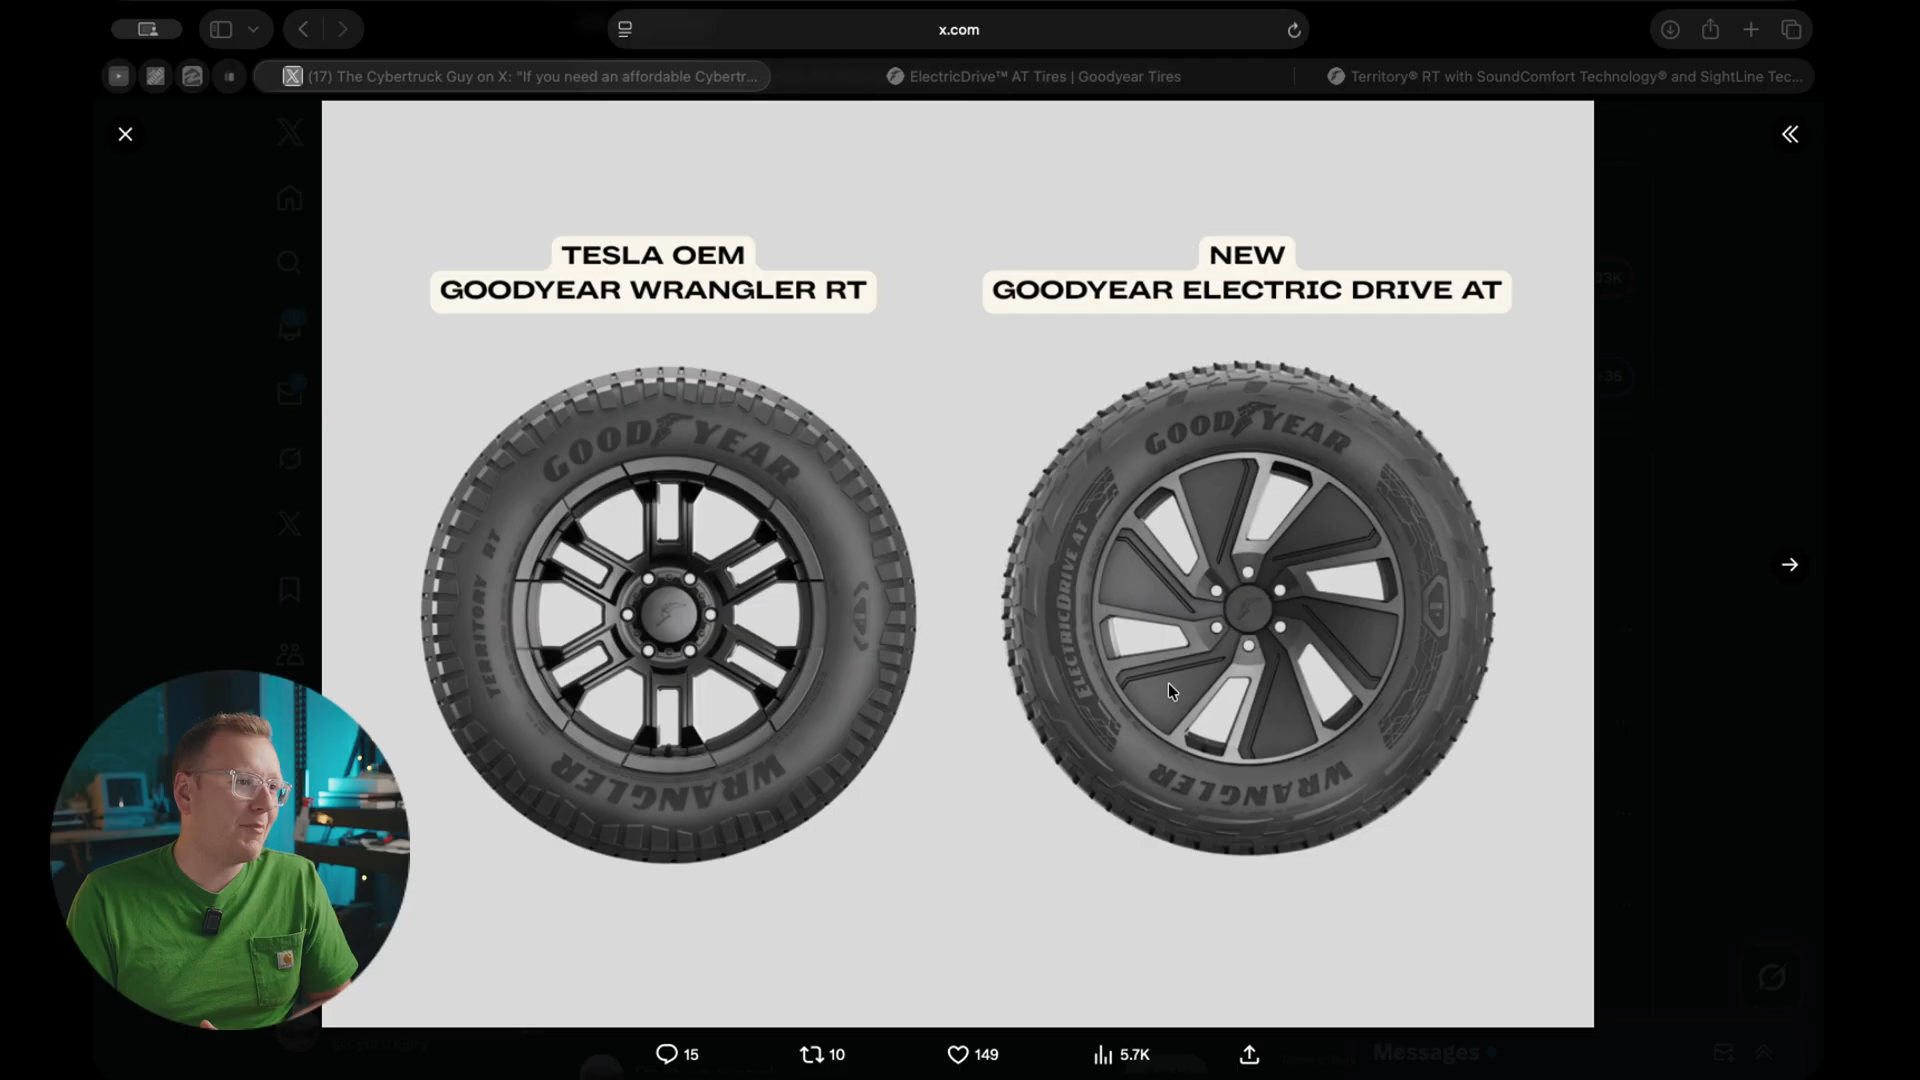 x.com
(17) The Cybertruck Guy on X: "If you need an affordable Cybertr...
ElectricDrive™ AT Tires | Goodyear Tires
Territory® RT with SoundComfort Technology® and SightLine Tec...
TESLA OEM
GOODYEAR WRANGLER RT
NEW
GOODYEAR ELECTRIC DRIVE AT
GOODYEAR
TERRITORY RT
WRANGLER
GOODYEAR
ELECTRICDRIVE AT
WRANGLER
33K
+36
15
10
149
5.7K
Messages